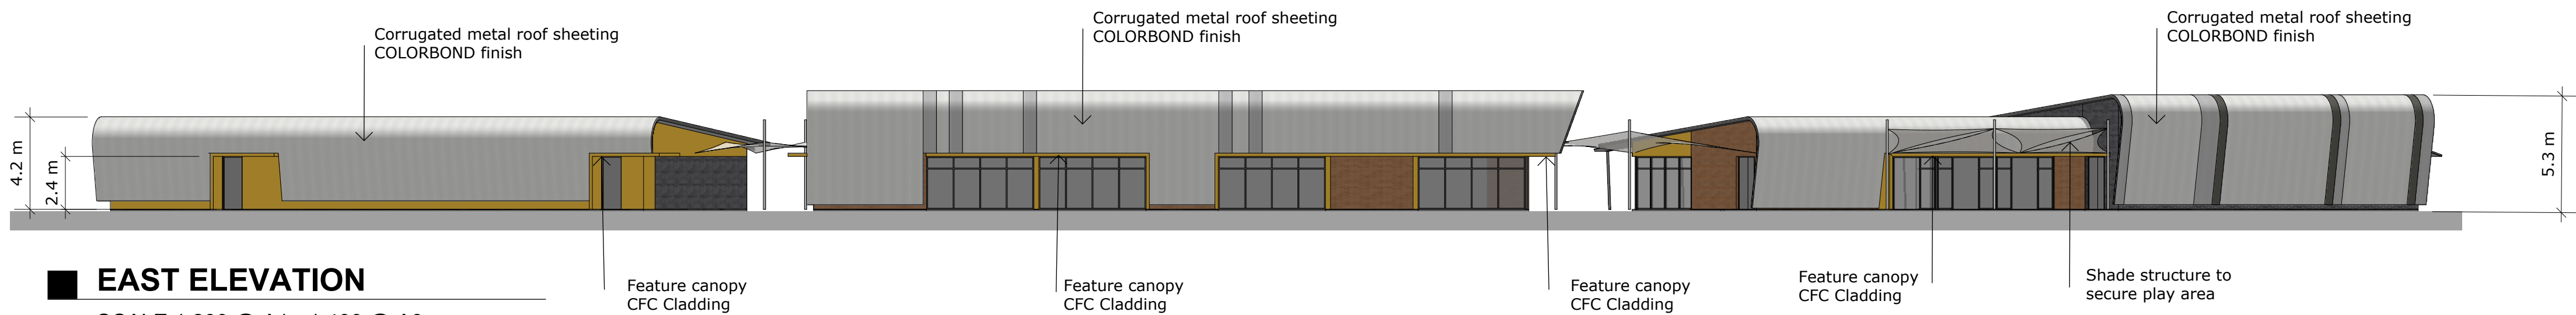 Corrugated metal roof sheeting
COLORBOND finish
Corrugated metal roof sheeting
COLORBOND finish
Corrugated metal roof sheeting
COLORBOND finish
4.2 m
2.4 m
5.3 m
EAST ELEVATION
Feature canopy
CFC Cladding
Feature canopy
CFC Cladding
Feature canopy
CFC Cladding
Feature canopy
CFC Cladding
Shade structure to
secure play area